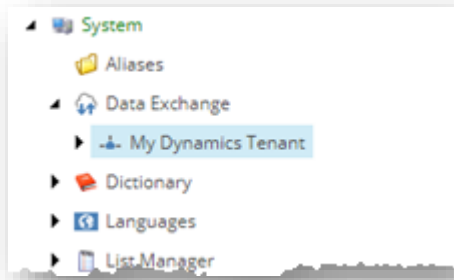 System
Aliases
Data Exchange
My Dynamics Tenant
Dictionary
Languages
List Manager